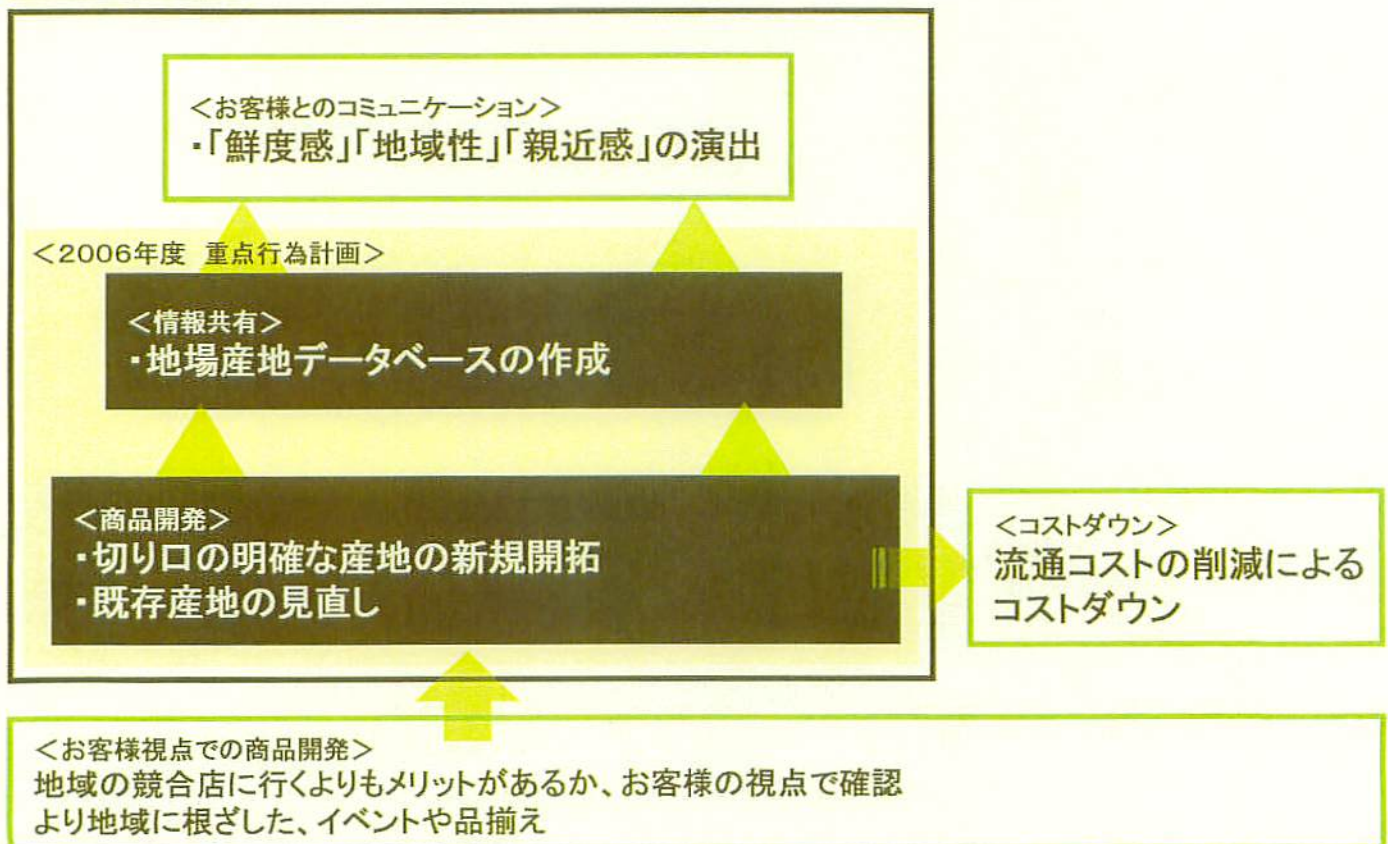 <お客様とのコミュニケーション>
・「鮮度感」「地域性」「親近感」の演出
<2006年度 重点行為計画>
<情報共有>
・地場産地データベースの作成
<商品開発>
・切り口の明確な産地の新規開拓
・既存産地の見直し
<コストダウン>
流通コストの削減による
コストダウン
<お客様視点での商品開発>
地域の競合店に行くよりもメリットがあるか、お客様の視点で確認
より地域に根ざした、イベントや品揃え